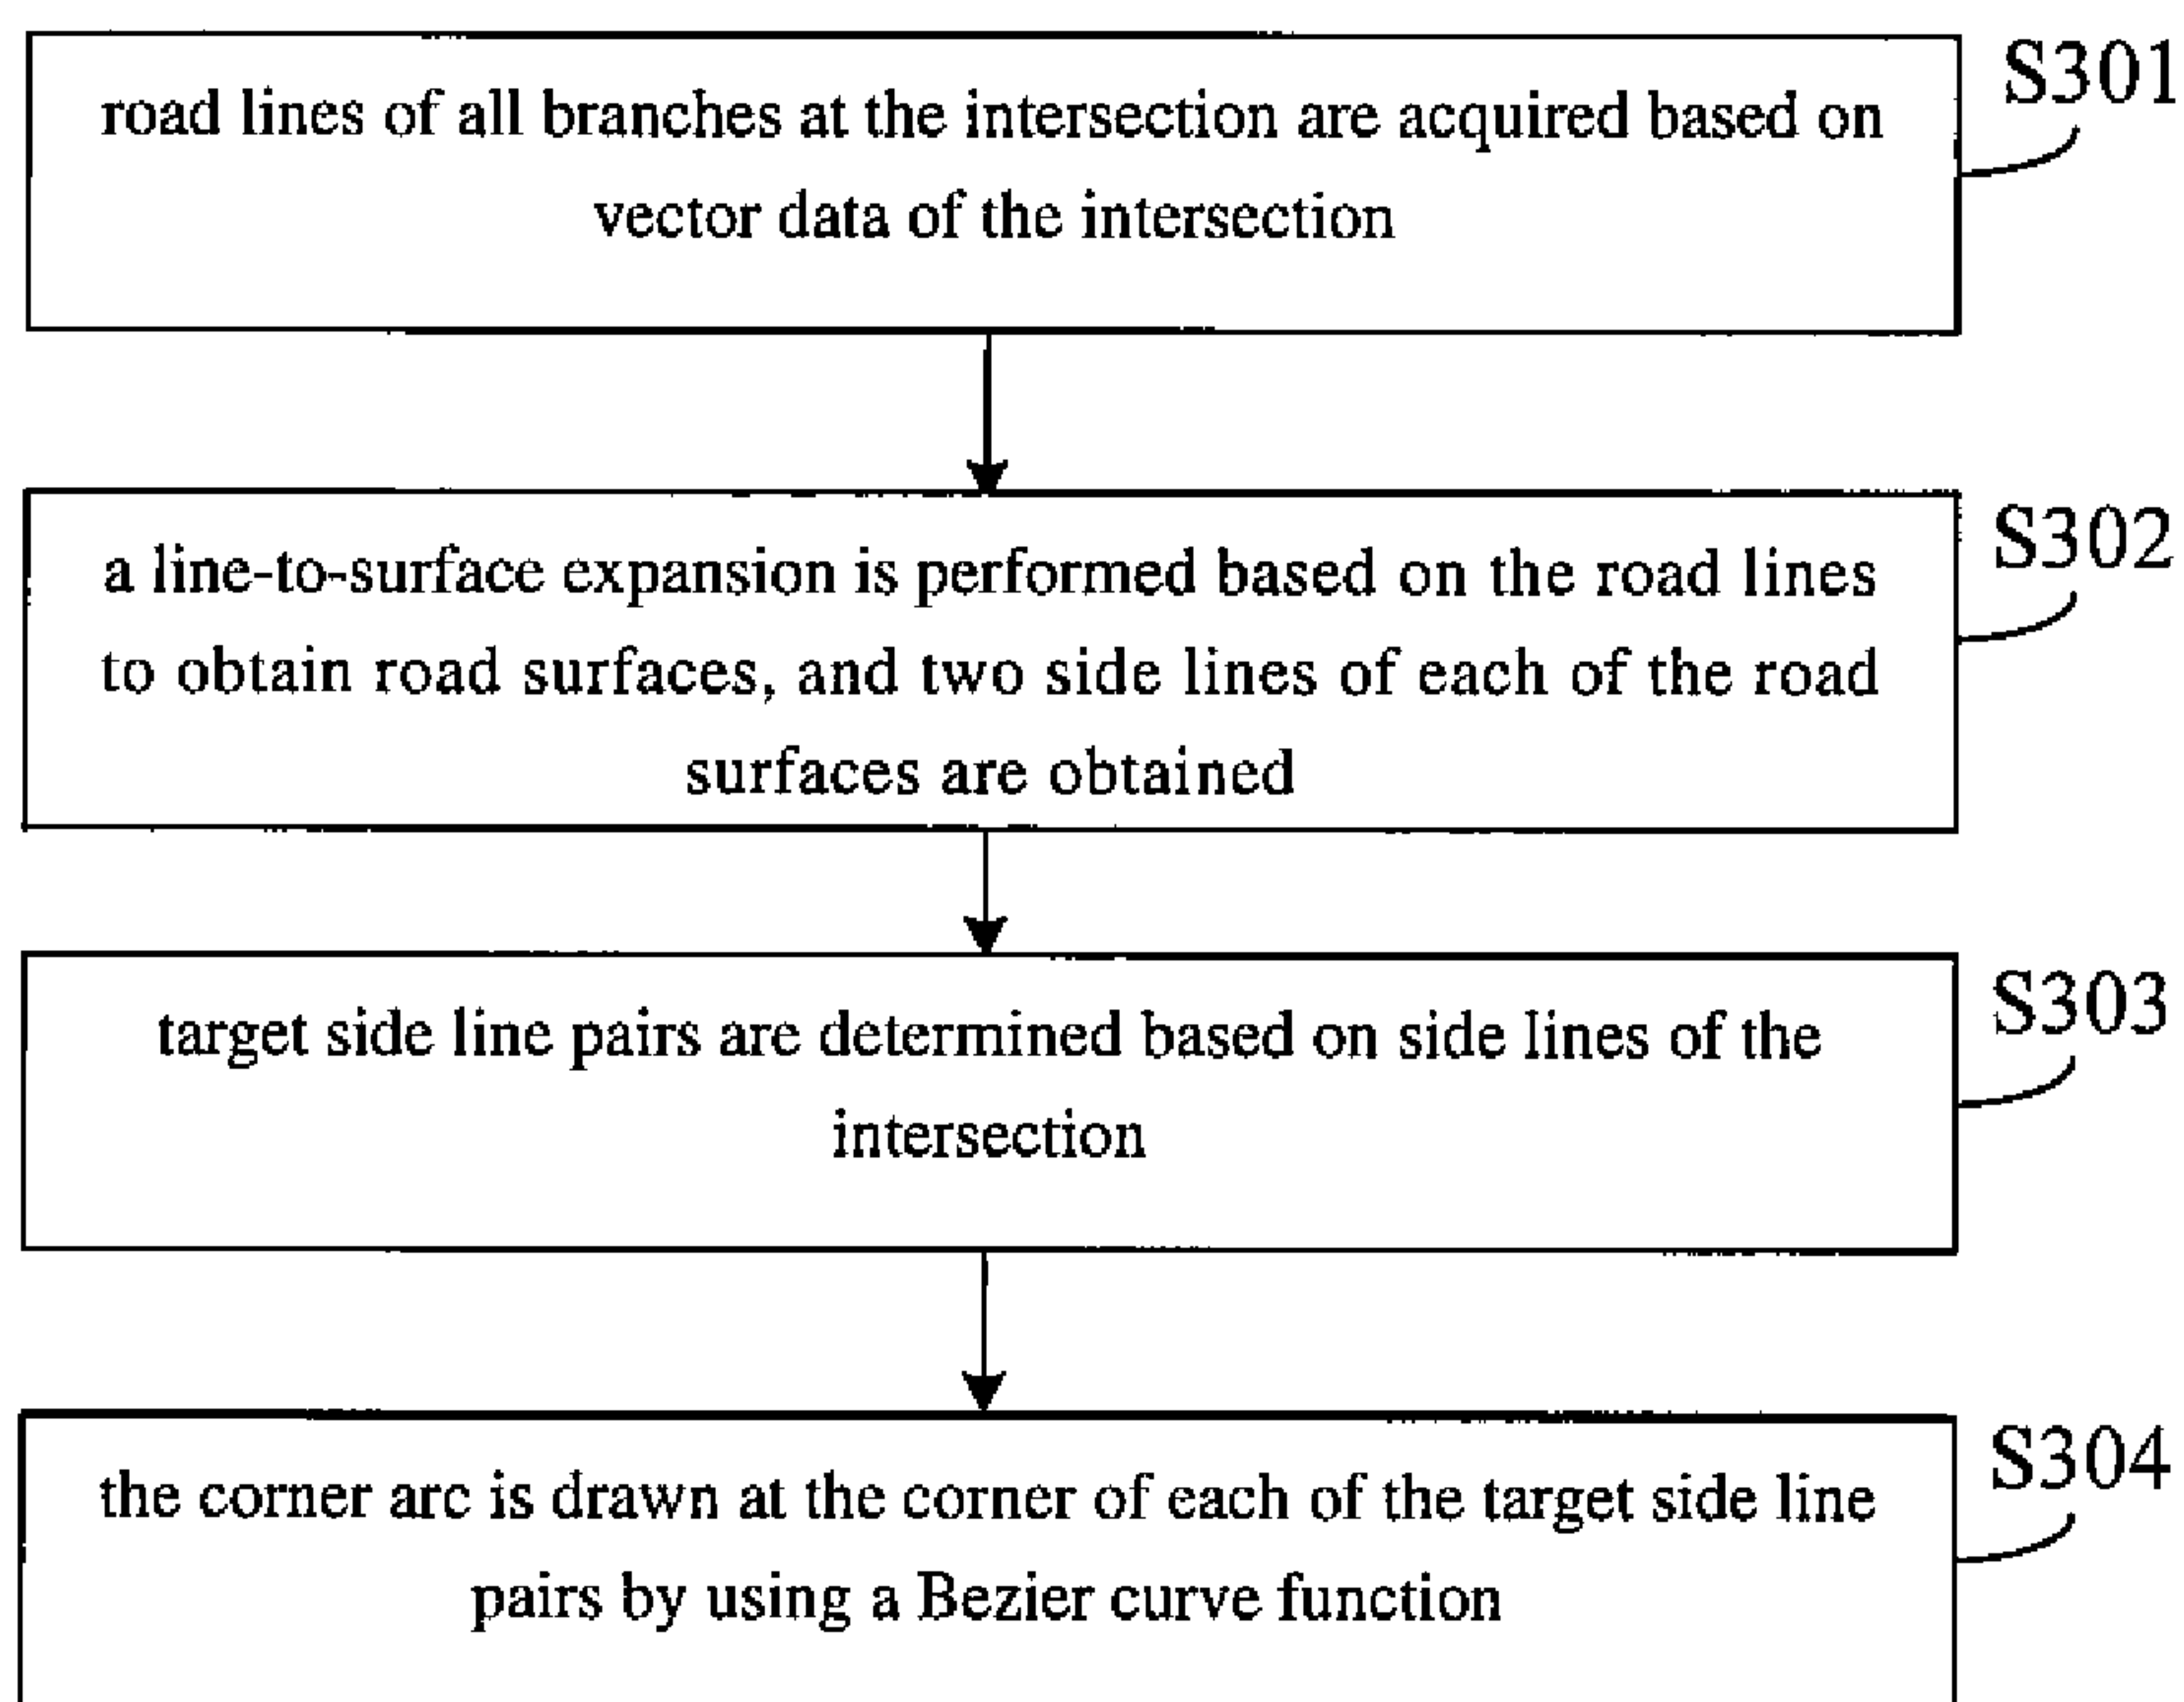 S301
road lines of all branches at the intersection are acquired based on
vector data of the intersection
S302
a line-to-surface expansion is performed based on the road lines
to obtain road surfaces, and two side lines of each of the road
surfaces are obtained
S303
target side line pairs are determined based on side lines of the
intersection
S304
the corner arc is drawn at the corner of each of the target side line
pairs by using a Bezier curve function